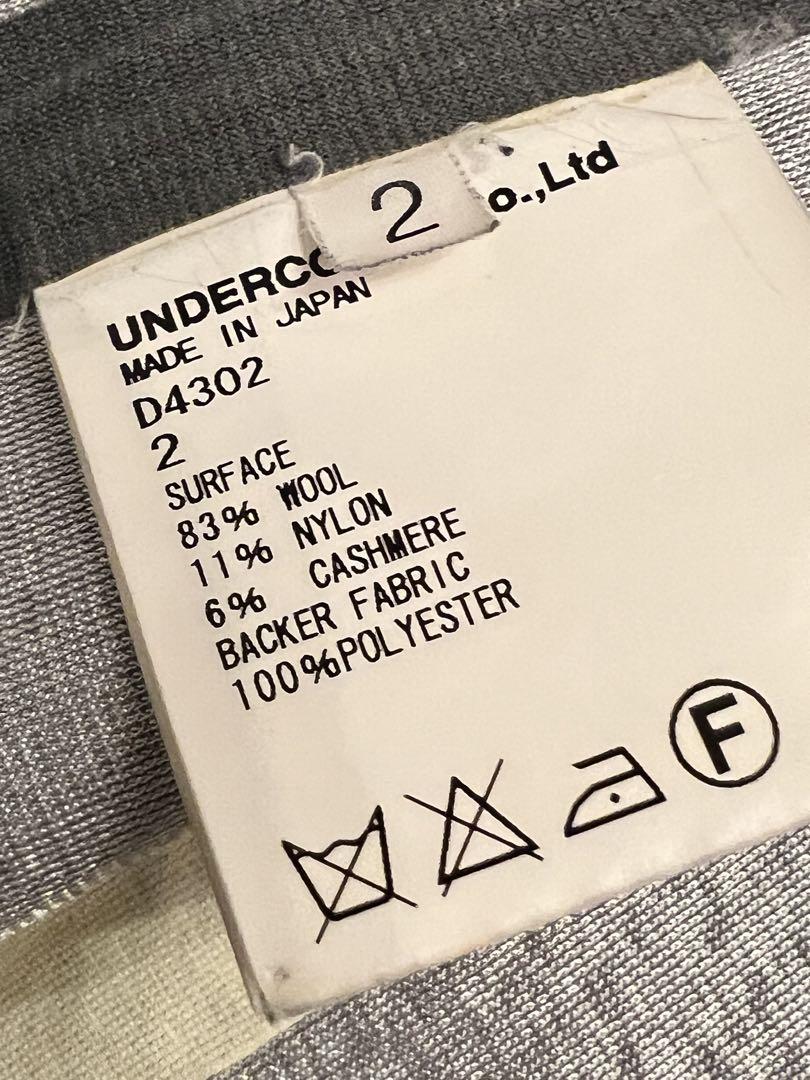 2
UNDERCO o.,Ltd
MADE IN JAPAN
D4302
2
SURFACE
83% WOOL
11% NYLON
6% CASHMERE
BACKER FABRIC
100%POLYESTER
F